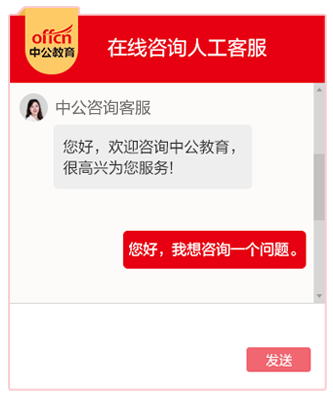 offcn
中公教育
在线咨询人工客服
中公咨询客服
您好，欢迎咨询中公教育，
很高兴为您服务！
您好，我想咨询一个问题。
发送